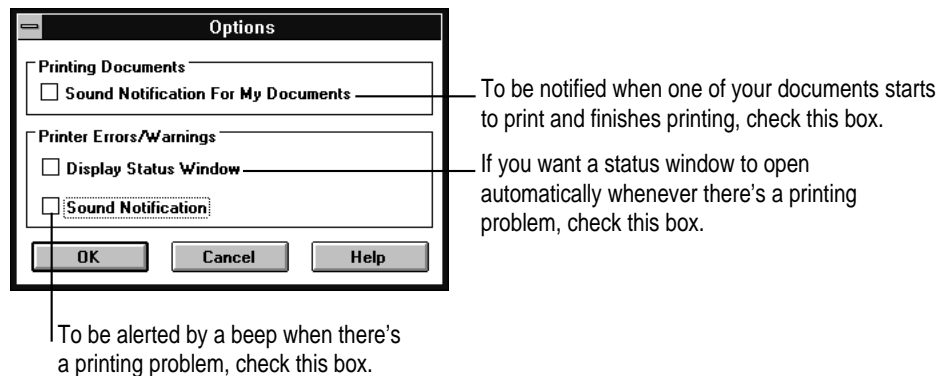 Options
Printing Documents
Sound Notification For My Documents
To be notified when one of your documents starts
to print and finishes printing, check this box.
Printer Errors/Warnings
Display Status Window
If you want a status window to open
automatically whenever there's a printing
problem, check this box.
Sound Notification
OK Cancel Help
To be alerted by a beep when there's
a printing problem, check this box.